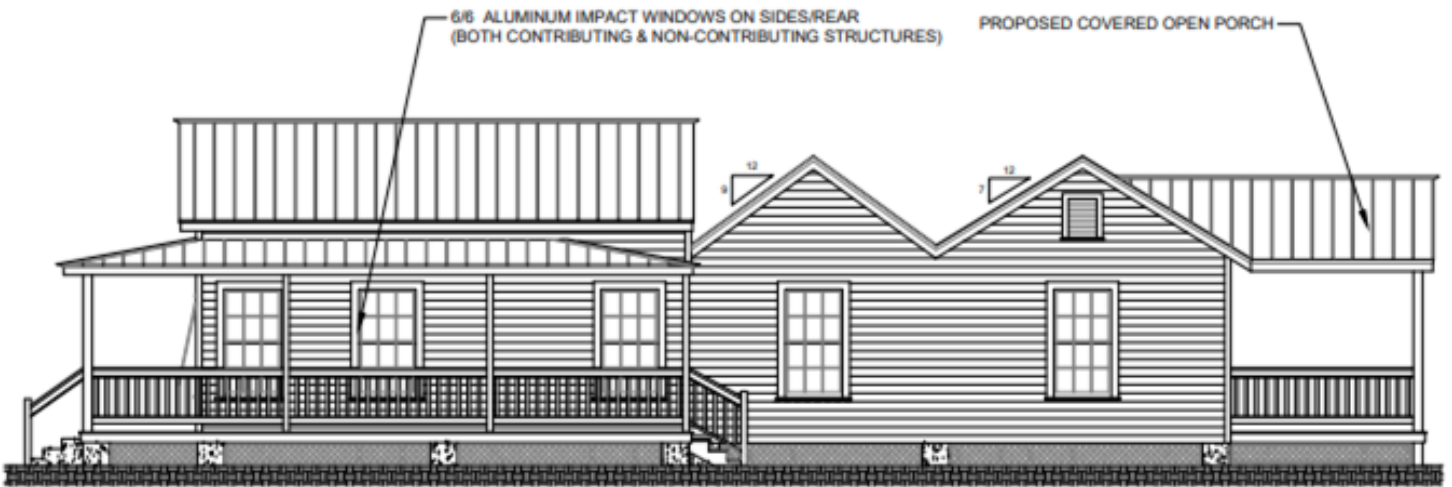 6/6 ALUMINUM IMPACT WINDOWS ON SIDES/REAR
(BOTH CONTRIBUTING & NON-CONTRIBUTING STRUCTURES)
PROPOSED COVERED OPEN PORCH
12
9
12
7